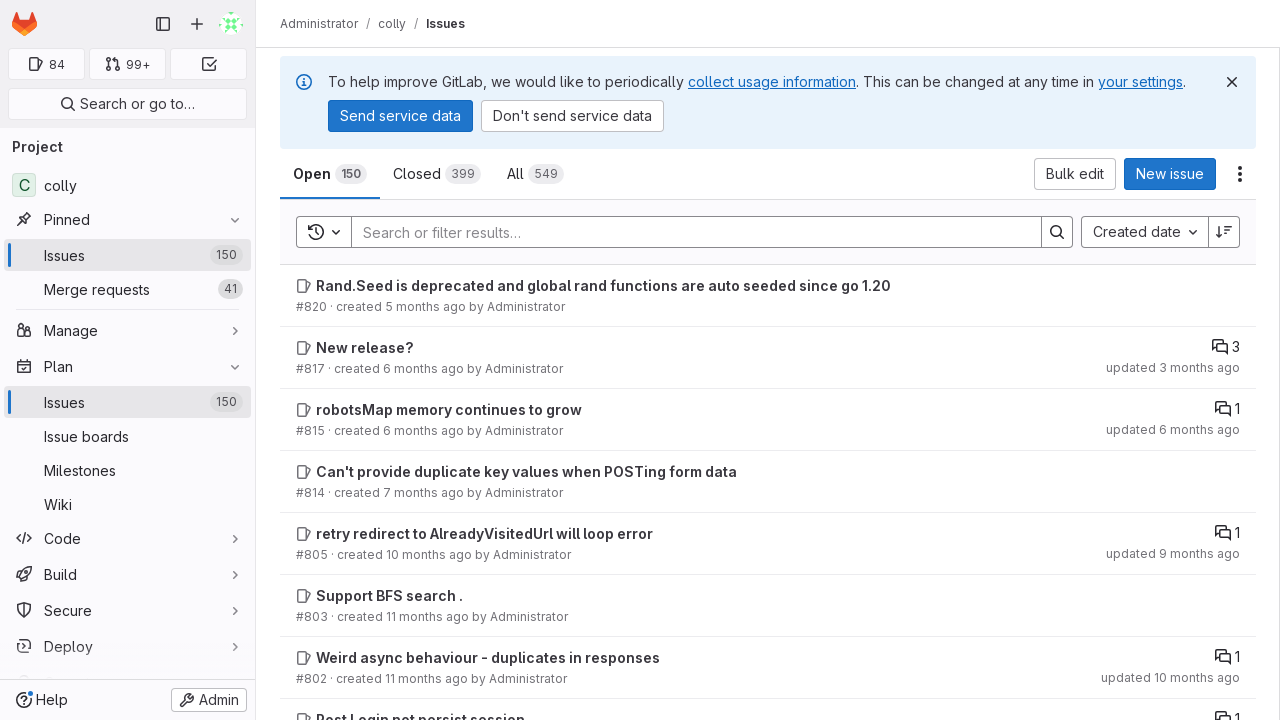 Administrator / colly / Issues
84
99+
Search or go to…
Project
C colly
Pinned
Issues 150
Merge requests 41
Manage
Plan
Issues 150
Issue boards
Milestones
Wiki
Code
Build
Secure
Deploy
Help
Admin
To help improve GitLab, we would like to periodically collect usage information. This can be changed at any time in your settings.
Send service data
Don't send service data
Open 150
Closed 399
All 549
Bulk edit
New issue
Search or filter results…
Created date
Rand.Seed is deprecated and global rand functions are auto seeded since go 1.20
#820 · created 5 months ago by Administrator
New release?
3
#817 · created 6 months ago by Administrator
updated 3 months ago
robotsMap memory continues to grow
1
#815 · created 6 months ago by Administrator
updated 6 months ago
Can't provide duplicate key values when POSTing form data
#814 · created 7 months ago by Administrator
retry redirect to AlreadyVisitedUrl will loop error
1
#805 · created 10 months ago by Administrator
updated 9 months ago
Support BFS search .
#803 · created 11 months ago by Administrator
Weird async behaviour - duplicates in responses
1
#802 · created 11 months ago by Administrator
updated 10 months ago
Post Login not persist session
1